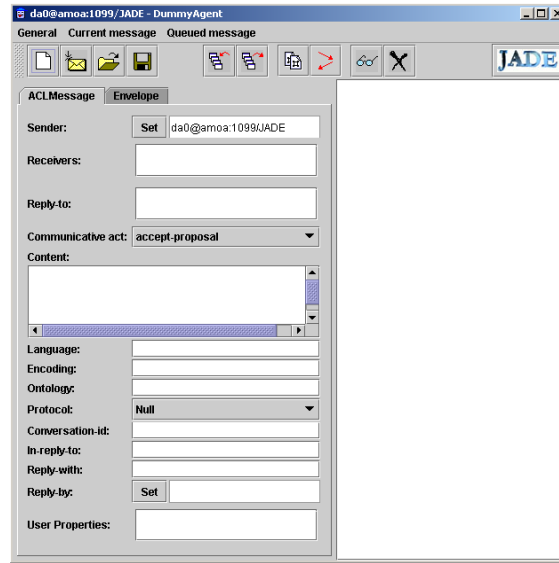 da0@amoa:1099/JADE - DummyAgent
General Current message Queued message
JADE
ACLMessage Envelope
Sender: Set da0@amoa:1099/JADE
Receivers:
Reply-to:
Communicative act: accept-proposal
Content:
Language:
Encoding:
Ontology:
Protocol: Null
Conversation-id:
In-reply-to:
Reply-with:
Reply-by: Set
User Properties: